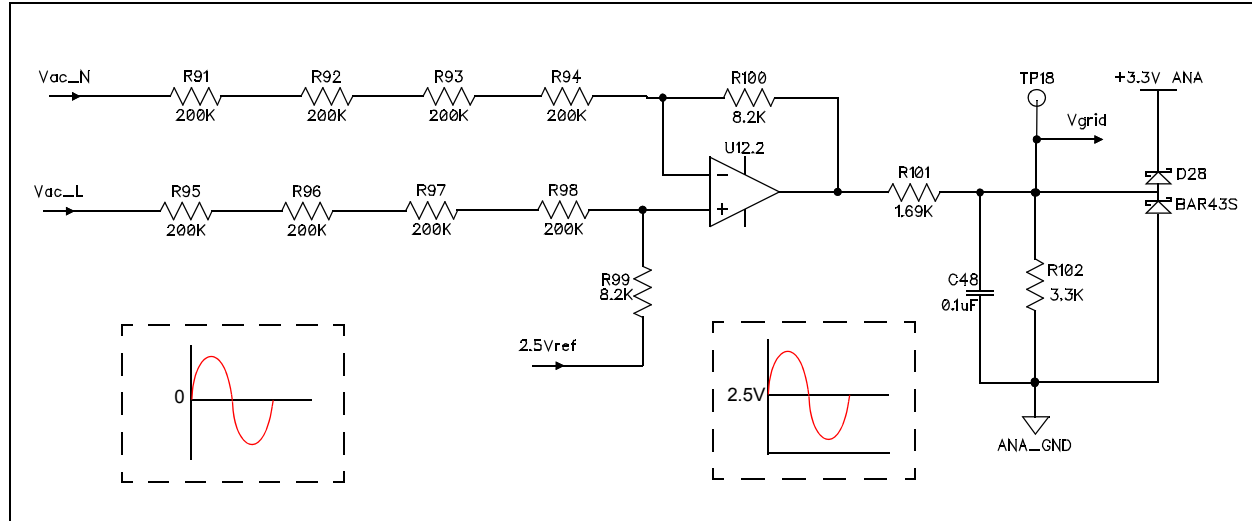 Vac_N
R91
200K
R92
200K
R93
200K
R94
200K
R100
8.2K
TP18
+3.3V ANA
Vgrid
U12.2
Vac_L
R95
200K
R96
200K
R97
200K
R98
200K
−
+
R101
1.69K
D28
BAR43S
R99
8.2K
C48
0.1uF
R102
3.3K
2.5Vref
0
2.5V
ANA_GND